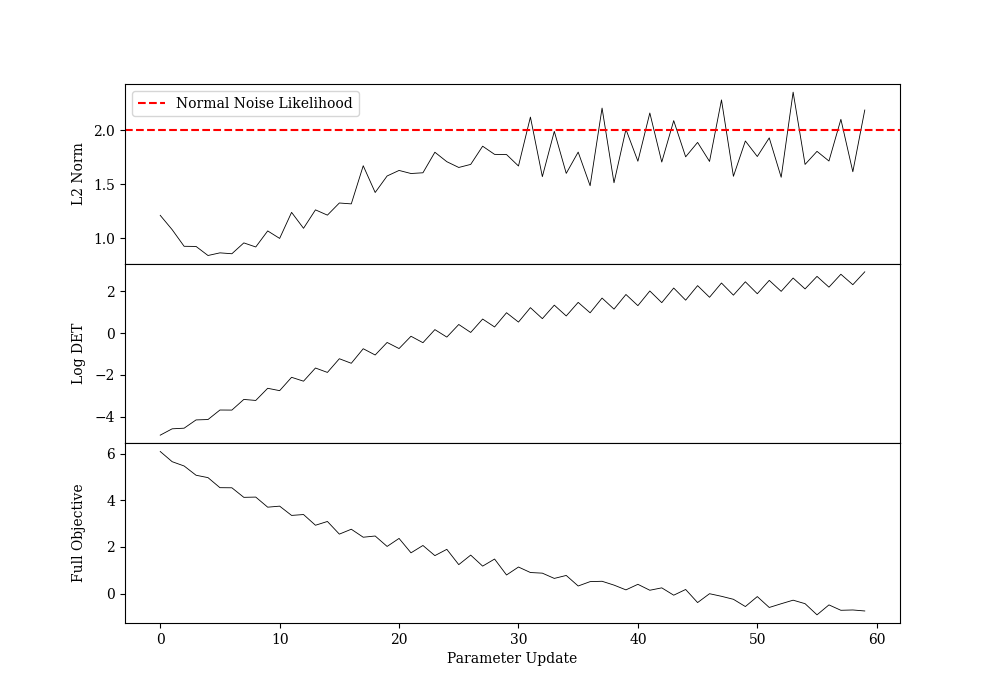 Normal Noise Likelihood
2.0
1.5
1.0
L2 Norm
2
0
−2
−4
Log DET
6
4
2
0
Full Objective
0 10 20 30 40 50 60
Parameter Update